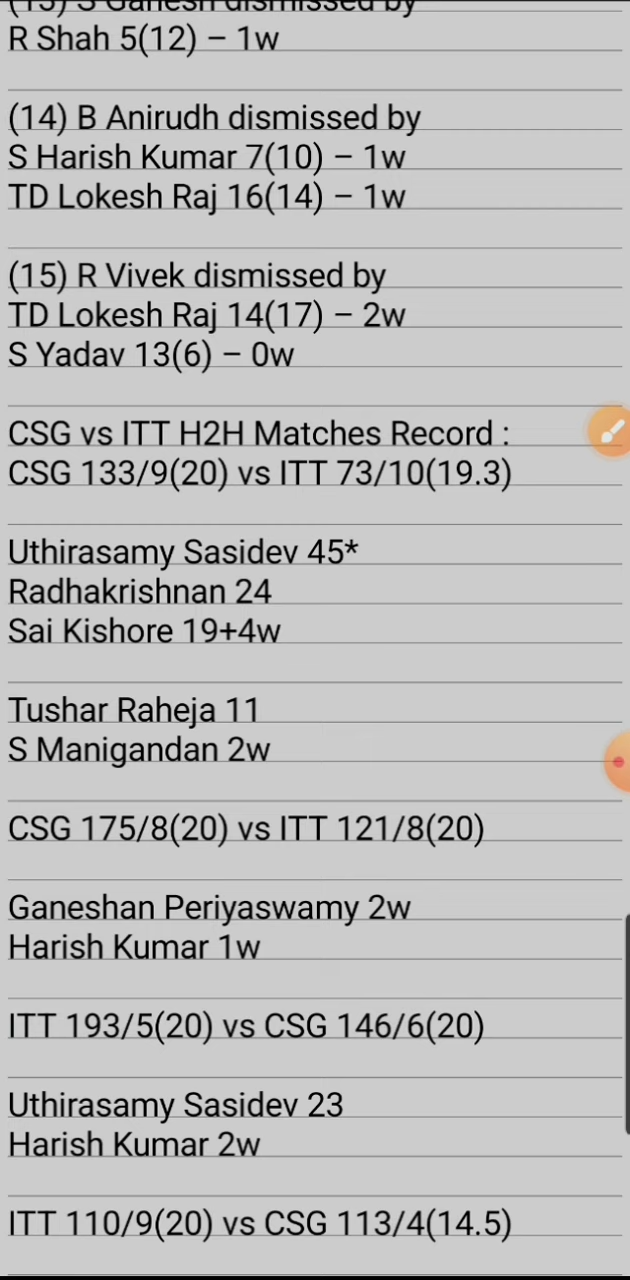 (13) S Ganesh dismissed by
R Shah 5(12) – 1w
(14) B Anirudh dismissed by
S Harish Kumar 7(10) – 1w
TD Lokesh Raj 16(14) – 1w
(15) R Vivek dismissed by
TD Lokesh Raj 14(17) – 2w
S Yadav 13(6) – 0w
CSG vs ITT H2H Matches Record :
CSG 133/9(20) vs ITT 73/10(19.3)
Uthirasamy Sasidev 45*
Radhakrishnan 24
Sai Kishore 19+4w
Tushar Raheja 11
S Manigandan 2w
CSG 175/8(20) vs ITT 121/8(20)
Ganeshan Periyaswamy 2w
Harish Kumar 1w
ITT 193/5(20) vs CSG 146/6(20)
Uthirasamy Sasidev 23
Harish Kumar 2w
ITT 110/9(20) vs CSG 113/4(14.5)